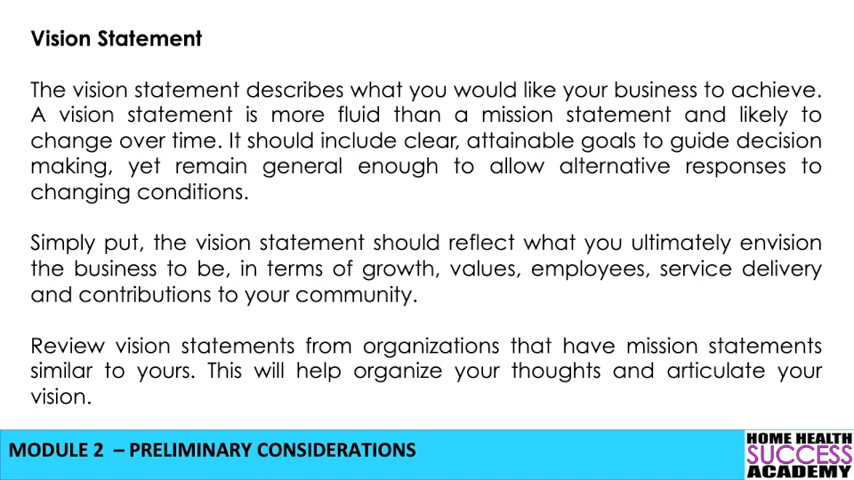 Vision Statement
The vision statement describes what you would like your business to achieve.
A vision statement is more fluid than a mission statement and likely to
change over time. It should include clear, attainable goals to guide decision
making, yet remain general enough to allow alternative responses to
changing conditions.
Simply put, the vision statement should reflect what you ultimately envision
the business to be, in terms of growth, values, employees, service delivery
and contributions to your community.
Review vision statements from organizations that have mission statements
similar to yours. This will help organize your thoughts and articulate your
vision.
MODULE 2 – PRELIMINARY CONSIDERATIONS
HOME HEALTH
SUCCESS
ACADEMY